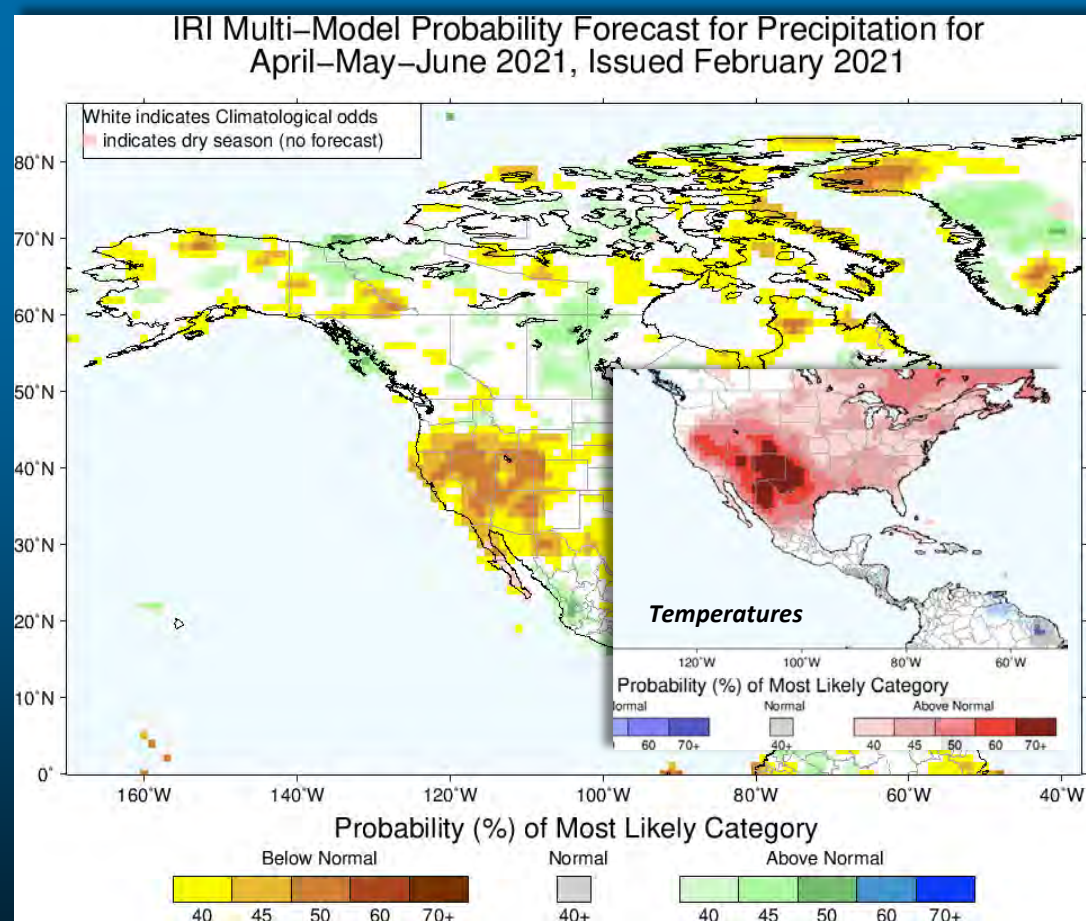 IRI Multi–Model Probability Forecast for Precipitation for
April–May–June 2021, Issued February 2021
White indicates Climatological odds
indicates dry season (no forecast)
80˚N
70˚N
60˚N
50˚N
40˚N
30˚N
20˚N
10˚N
0˚
160˚W 140˚W 120˚W 100˚W 80˚W 60˚W 40˚W
Temperatures
120˚W 100˚W 80˚W 60˚W
Probability (%) of Most Likely Category
ormal Normal Above Normal
60 70+ 40+ 40 45 50 60 70+
Probability (%) of Most Likely Category
Below Normal Normal Above Normal
40 45 50 60 70+ 40+ 40 45 50 60 70+